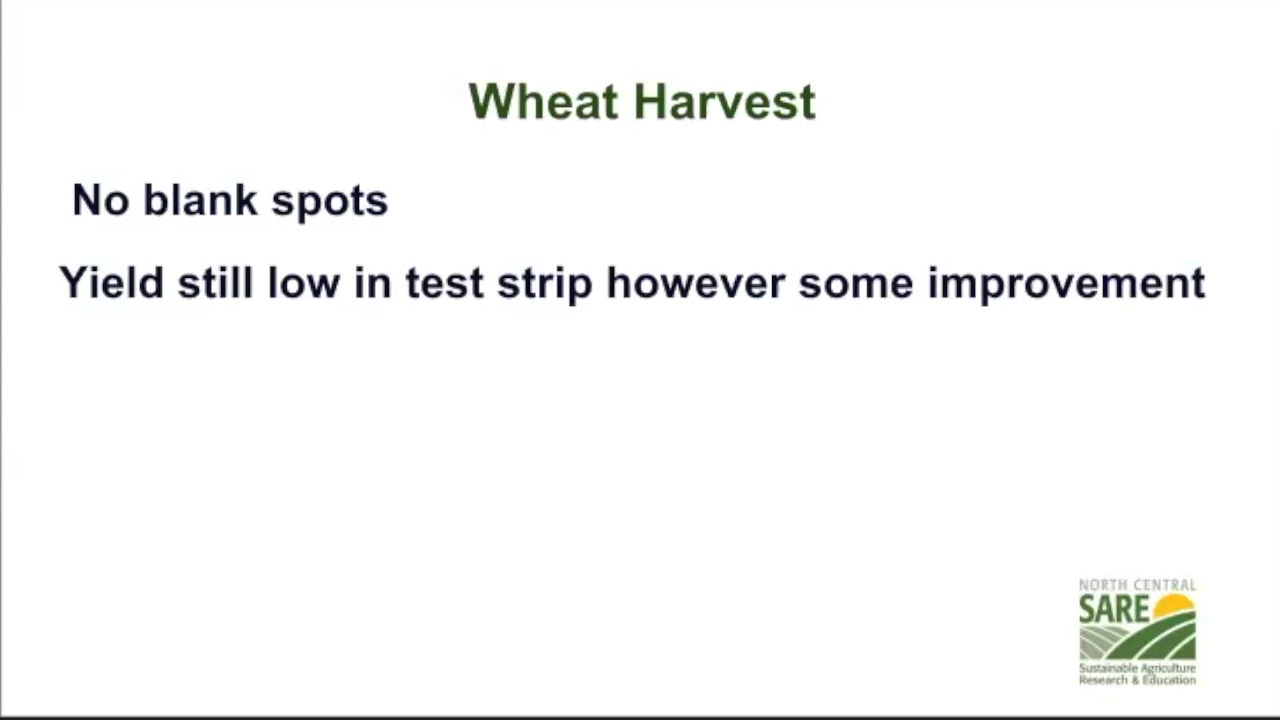 Wheat Harvest
No blank spots
Yield still low in test strip however some improvement
NORTH CENTRAL
SARE
Sustainable Agriculture
Research & Education